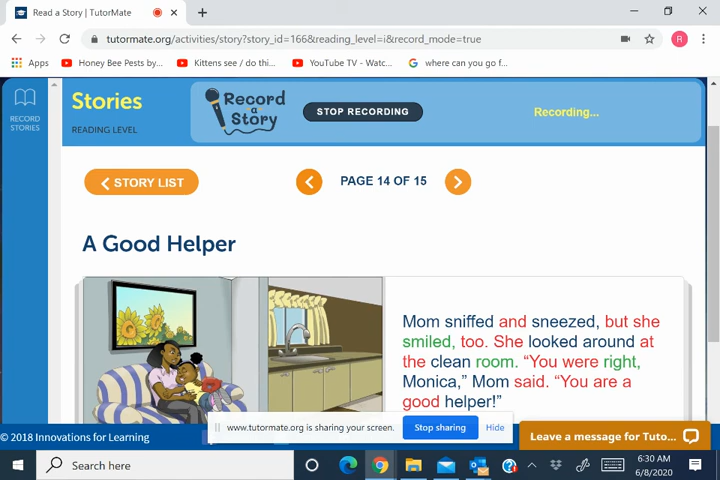 Read a Story | TutorMate
tutormate.org/activities/story?story_id=166&reading_level=i&record_mode=true
R
Apps Honey Bee Pests by... Kittens see / do thi... YouTube TV - Watc... where can you go f...
RECORD
STORIES
Stories
READING LEVEL
Record
a
Story
STOP RECORDING
Recording...
STORY LIST
PAGE 14 OF 15
A Good Helper
Mom sniffed and sneezed, but she
smiled, too. She looked around at
the clean room. “You were right,
Monica,” Mom said. “You are a
good helper!”
www.tutormate.org is sharing your screen. Stop sharing Hide
© 2018 Innovations for Learning
Leave a message for Tuto...
Search here
6:30 AM
6/8/2020